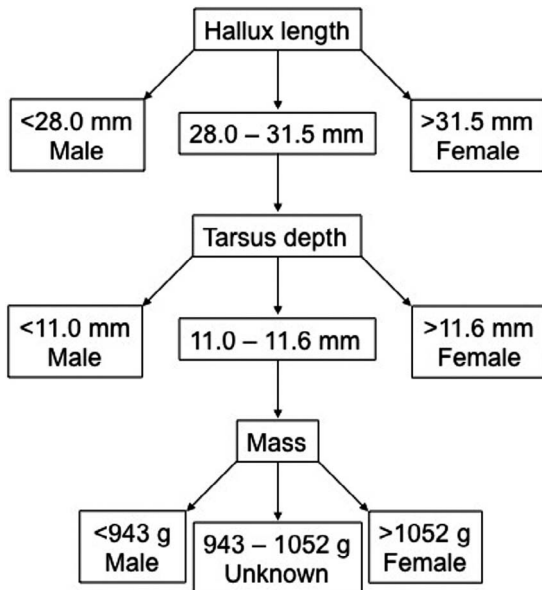 Hallux length
<28.0 mm
Male
28.0 – 31.5 mm
>31.5 mm
Female
Tarsus depth
<11.0 mm
Male
11.0 – 11.6 mm
>11.6 mm
Female
Mass
<943 g
Male
943 – 1052 g
Unknown
>1052 g
Female